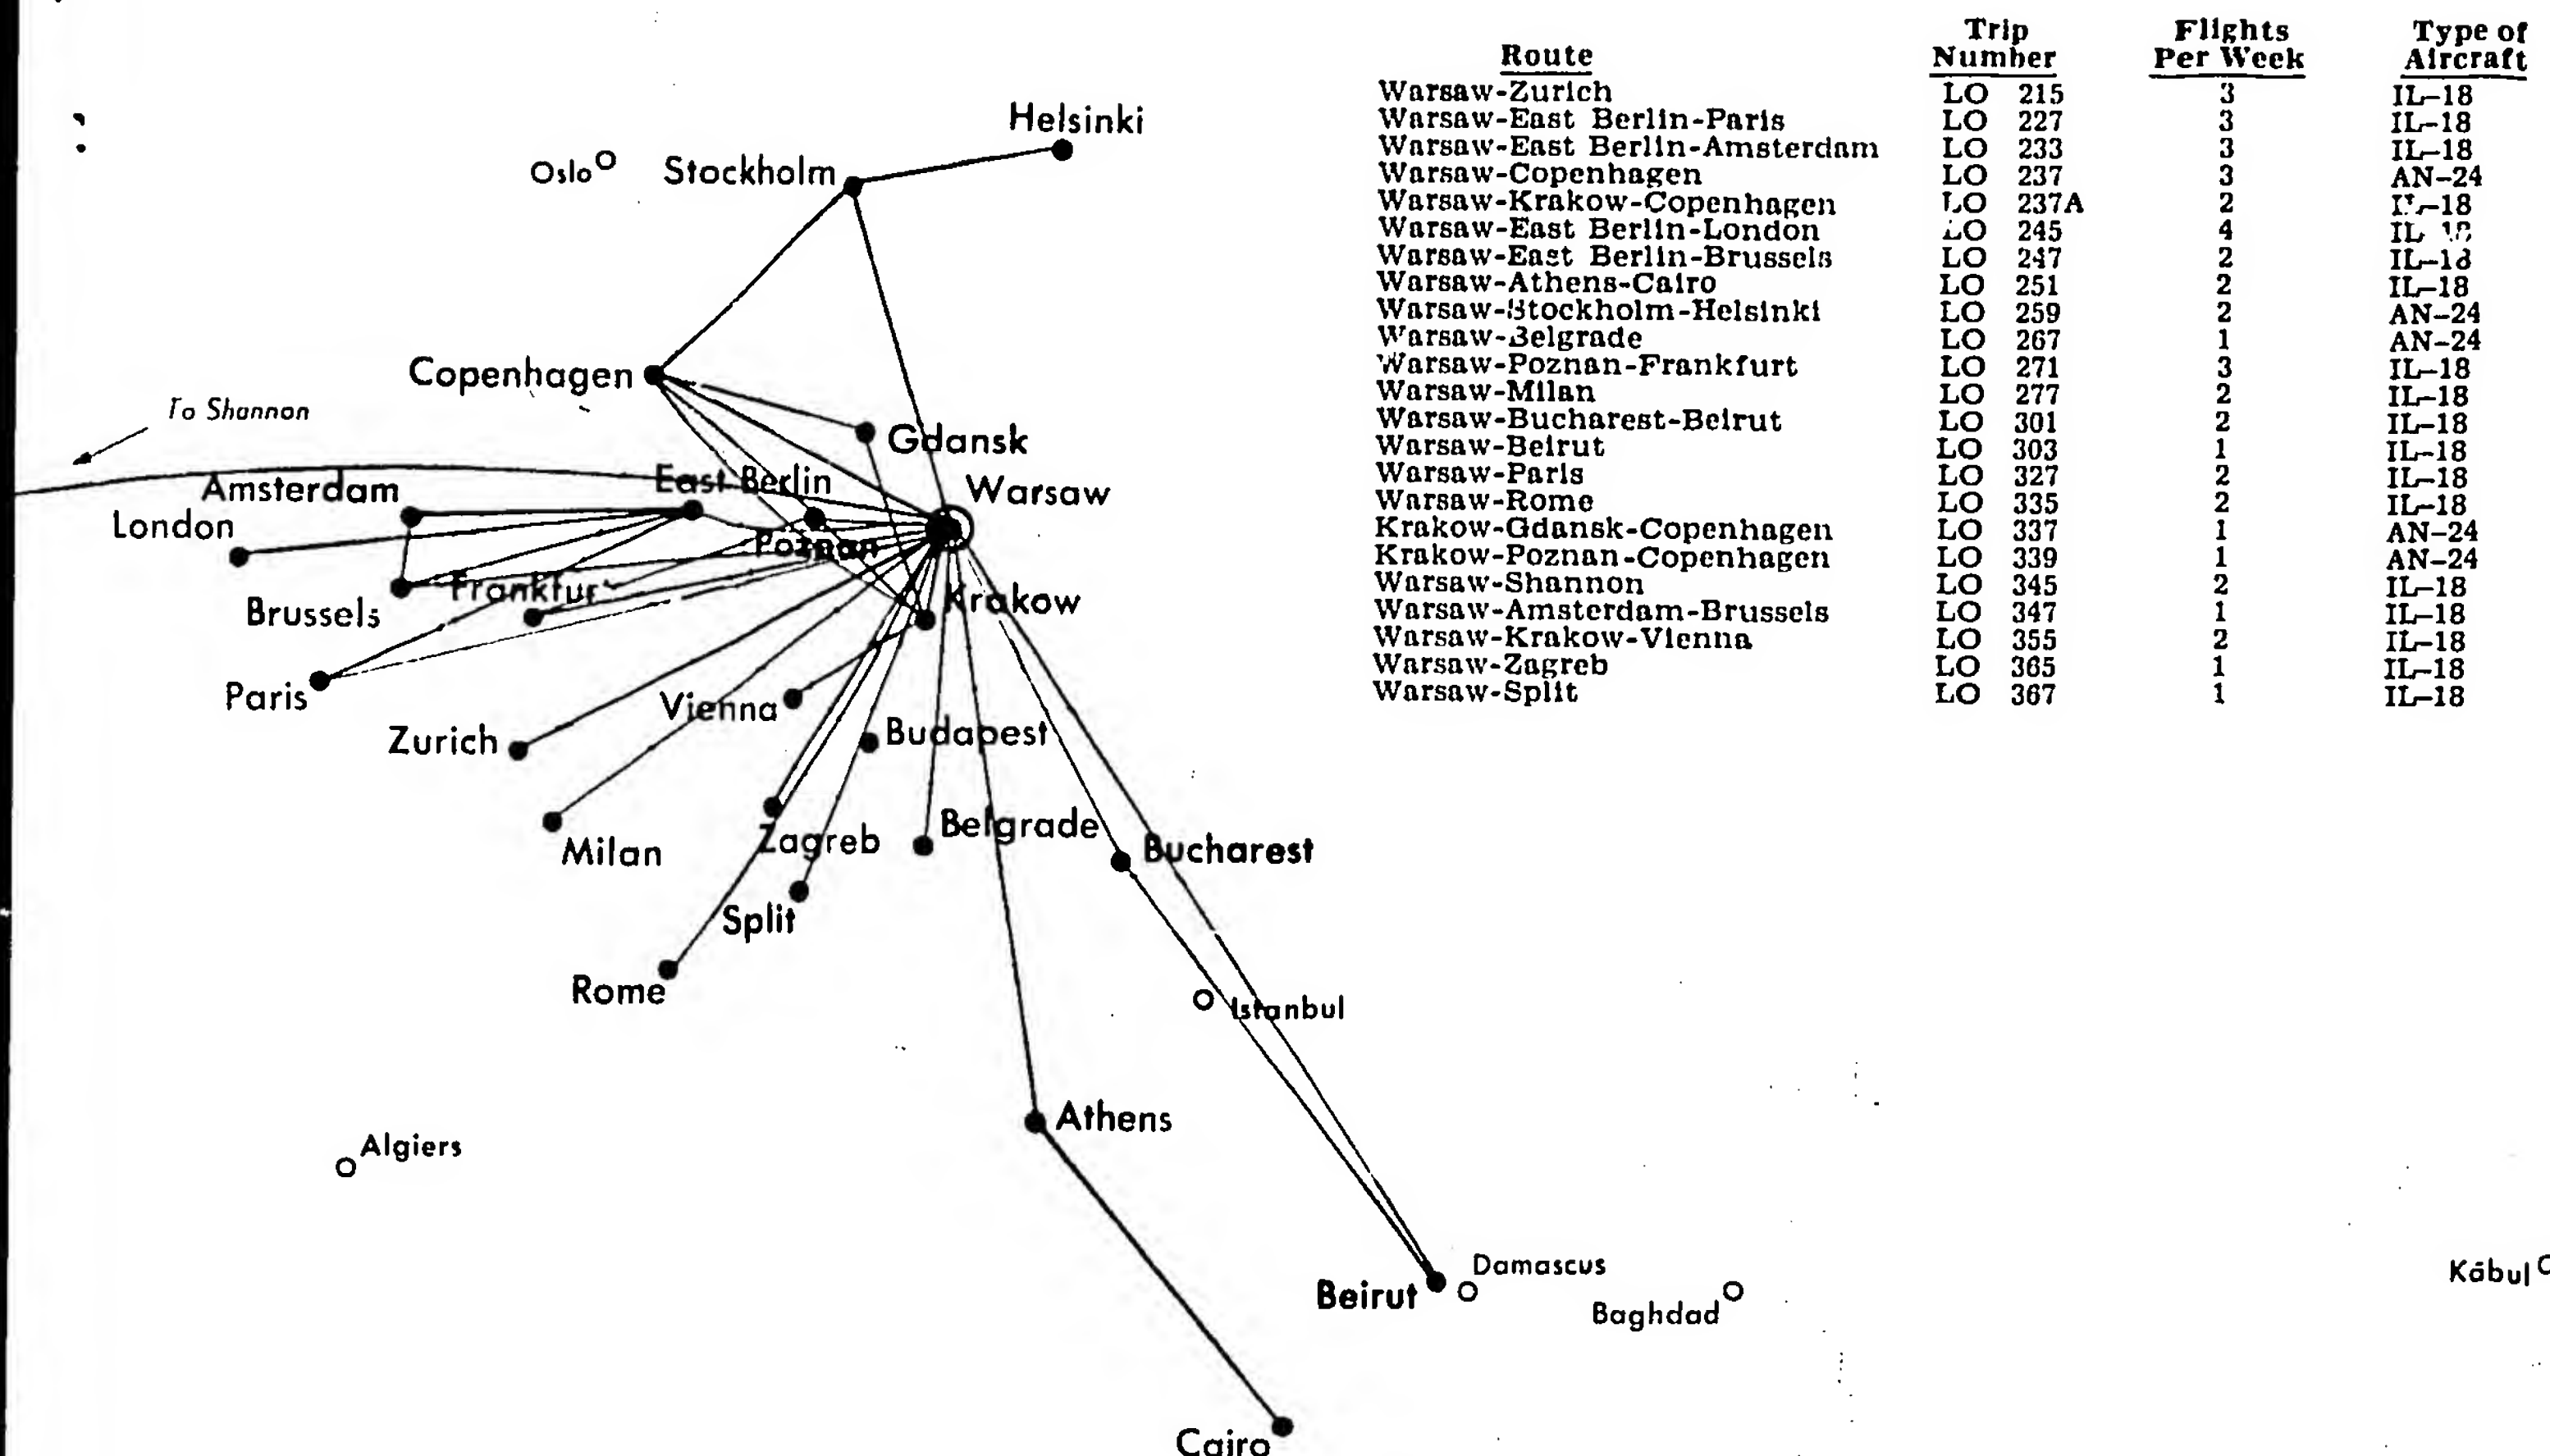 Trip Flights Type of
Route Number Per Week Aircraft
Warsaw-Zurich LO 215 3 IL-18
Warsaw-East Berlin-Paris LO 227 3 IL-18
Warsaw-East Berlin-Amsterdam LO 233 3 IL-18
Warsaw-Copenhagen LO 237 3 AN-24
Warsaw-Krakow-Copenhagen LO 237A 2 IL-18
Warsaw-East Berlin-London LO 245 4 IL
Warsaw-East Berlin-Brussels LO 247 2 IL-18
Warsaw-Athens-Cairo LO 251 2 IL-18
Warsaw-Stockholm-Helsinki LO 259 2 AN-24
Warsaw-Belgrade LO 267 1 AN-24
Warsaw-Poznan-Frankfurt LO 271 3 IL-18
Warsaw-Milan LO 277 2 IL-18
Warsaw-Bucharest-Beirut LO 301 2 IL-18
Warsaw-Beirut LO 303 1 IL-18
Warsaw-Paris LO 327 2 IL-18
Warsaw-Rome LO 335 2 IL-18
Krakow-Gdansk-Copenhagen LO 337 1 AN-24
Krakow-Poznan-Copenhagen LO 339 1 AN-24
Warsaw-Shannon LO 345 2 IL-18
Warsaw-Amsterdam-Brussels LO 347 1 IL-18
Warsaw-Krakow-Vienna LO 355 2 IL-18
Warsaw-Zagreb LO 365 1 IL-18
Warsaw-Split LO 367 1 IL-18
Helsinki
Oslo
Stockholm
Copenhagen
To Shannon
Gdansk
Amsterdam
East Berlin
Warsaw
London
Poznan
Frankfurt
Brussels
Krakow
Paris
Vienna
Zurich
Budapest
Milan
Zagreb
Belgrade
Bucharest
Split
Rome
Istanbul
Athens
Algiers
Damascus
Beirut
Baghdad
Kābul
Cairo